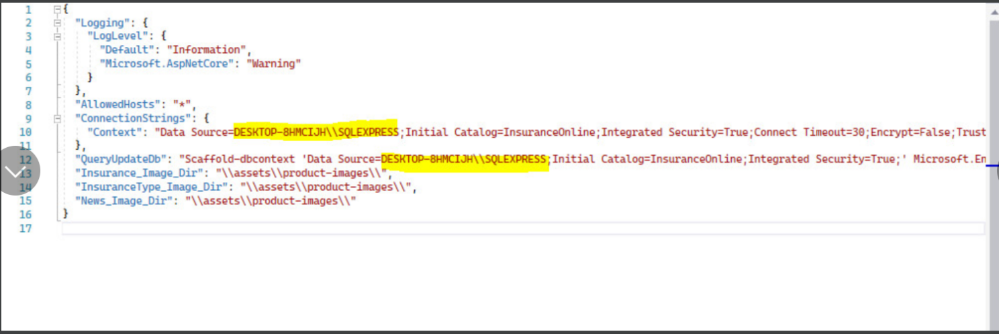 1 {
2 "Logging": {
3 "LogLevel": {
4 "Default": "Information",
5 "Microsoft.AspNetCore": "Warning"
6 }
7 },
8 "AllowedHosts": "*",
9 "ConnectionStrings": {
10 "Context": "Data Source=DESKTOP-8HMCIJH\\SQLEXPRESS;Initial Catalog=InsuranceOnline;Integrated Security=True;Connect Timeout=30;Encrypt=False;Trust
11 },
12 "QueryUpdateDb": "Scaffold-dbcontext 'Data Source=DESKTOP-8HMCIJH\\SQLEXPRESS;Initial Catalog=InsuranceOnline;Integrated Security=True;' Microsoft.En
13 "Insurance_Image_Dir": "\\assets\\product-images\\",
14 "InsuranceType_Image_Dir": "\\assets\\product-images\\",
15 "News_Image_Dir": "\\assets\\product-images\\"
16 }
17